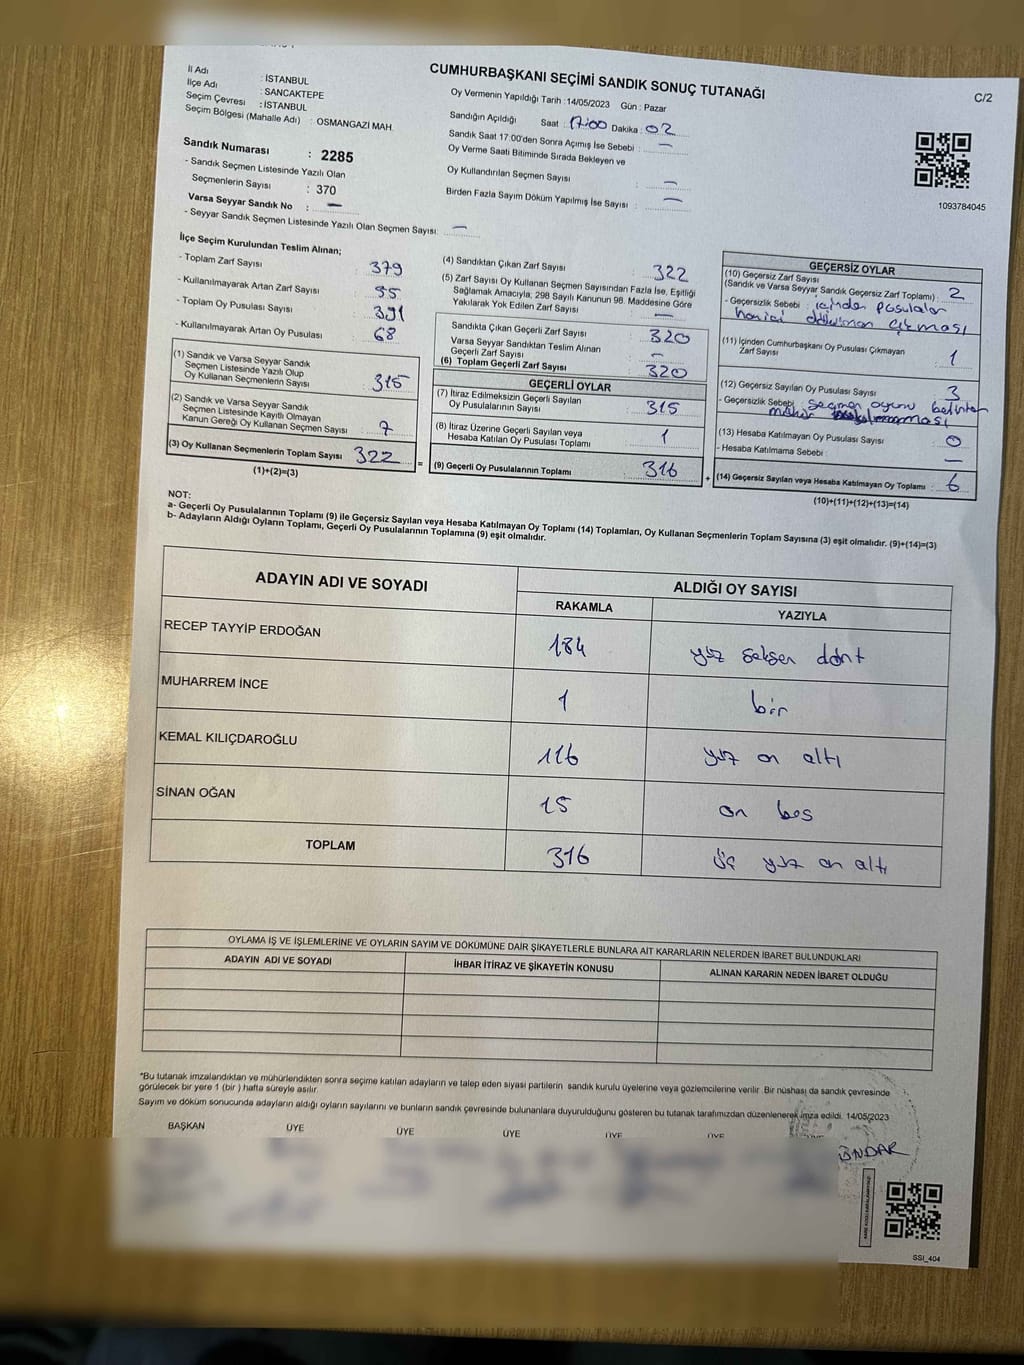 CUMHURBAŞKANI SEÇİMİ SANDIK SONUÇ TUTANAĞI
C/2
İl Adı : İSTANBUL
İlçe Adı : SANCAKTEPE
Seçim Çevresi : İSTANBUL
Seçim Bölgesi (Mahalle Adı) : OSMANGAZİ MAH.
Sandık Numarası : 2285
- Sandık Seçmen Listesinde Yazılı Olan
Seçmenlerin Sayısı : 370
Varsa Seyyar Sandık No : —
- Seyyar Sandık Seçmen Listesinde Yazılı Olan Seçmen Sayısı: —
Oy Vermenin Yapıldığı Tarih : 14/05/2023 Gün : Pazar
Sandığın Açıldığı Saat : 17:00 Dakika : 02
Sandık Saat 17.00'den Sonra Açımış İse Sebebi : —
Oy Verme Saati Bitiminde Sırada Bekleyen ve
Oy Kullandırılan Seçmen Sayısı : —
Birden Fazla Sayım Döküm Yapılmış İse Sayısı : —
1093784045
İlçe Seçim Kurulundan Teslim Alınan;
- Toplam Zarf Sayısı : 379
- Kullanılmayarak Artan Zarf Sayısı : 55
- Toplam Oy Pusulası Sayısı : 391
- Kullanılmayarak Artan Oy Pusulası : 68
(1) Sandık ve Varsa Seyyar Sandık
Seçmen Listesinde Yazılı Olup
Oy Kullanan Seçmenlerin Sayısı : 315
(2) Sandık ve Varsa Seyyar Sandık
Seçmen Listesinde Kayıtlı Olmayan
Kanun Gereği Oy Kullanan Seçmen Sayısı : 7
(3) Oy Kullanan Seçmenlerin Toplam Sayısı : 322
(1)+(2)=(3)
(4) Sandıktan Çıkan Zarf Sayısı : 322
(5) Zarf Sayısı Oy Kullanan Seçmen Sayısından Fazla İse, Eşitliği
Sağlamak Amacıyla, 298 Sayılı Kanunun 98. Maddesine Göre
Yakılarak Yok Edilen Zarf Sayısı : —
Sandıkta Çıkan Geçerli Zarf Sayısı : 320
Varsa Seyyar Sandıktan Teslim Alınan
Geçerli Zarf Sayısı : —
(6) Toplam Geçerli Zarf Sayısı : 320
GEÇERLİ OYLAR
(7) İtiraz Edilmeksizin Geçerli Sayılan
Oy Pusulalarının Sayısı : 315
(8) İtiraz Üzerine Geçerli Sayılan veya
Hesaba Katılan Oy Pusulası Toplamı : 1
= (9) Geçerli Oy Pusulalarının Toplamı : 316
GEÇERSİZ OYLAR
(10) Geçersiz Zarf Sayısı
(Sandık ve Varsa Seyyar Sandık Geçersiz Zarf Toplamı) : 2
- Geçersizlik Sebebi : içinden pusulalar
harici döküman çıkması
(11) İçinden Cumhurbaşkanı Oy Pusulası Çıkmayan
Zarf Sayısı : 1
(12) Geçersiz Sayılan Oy Pusulası Sayısı : 3
- Geçersizlik Sebebi : seçmen oyunu belirten
mühür
(13) Hesaba Katılmayan Oy Pusulası Sayısı : 0
- Hesaba Katılmama Sebebi : —
+ (14) Geçersiz Sayılan veya Hesaba Katılmayan Oy Toplamı : 6
(10)+(11)+(12)+(13)=(14)
NOT:
a- Geçerli Oy Pusulalarının Toplamı (9) ile Geçersiz Sayılan veya Hesaba Katılmayan Oy Toplamı (14) Toplamları, Oy Kullanan Seçmenlerin Toplam Sayısına (3) eşit olmalıdır. (9)+(14)=(3)
b- Adayların Aldığı Oyların Toplamı, Geçerli Oy Pusulalarının Toplamına (9) eşit olmalıdır.
ADAYIN ADI VE SOYADI
ALDIĞI OY SAYISI
RAKAMLA YAZIYLA
RECEP TAYYİP ERDOĞAN 184 yüz seksen dört
MUHARREM İNCE 1 bir
KEMAL KILIÇDAROĞLU 116 yüz on altı
SİNAN OĞAN 15 on beş
TOPLAM 316 üç yüz on altı
OYLAMA İŞ VE İŞLEMLERİNE VE OYLARIN SAYIM VE DÖKÜMÜNE DAİR ŞİKAYETLERLE BUNLARA AİT KARARLARIN NELERDEN İBARET BULUNDUKLARI
ADAYIN ADI VE SOYADI İHBAR İTİRAZ VE ŞİKAYETİN KONUSU ALINAN KARARIN NEDEN İBARET OLDUĞU
*Bu tutanak imzalandıktan ve mühürlendikten sonra seçime katılan adayların ve talep eden siyasi partilerin sandık kurulu üyelerine veya gözlemcilerine verilir. Bir nüshası da sandık çevresinde
görülecek bir yere 1 (bir ) hafta süreyle asılır.
Sayım ve döküm sonucunda adayların aldığı oyların sayılarını ve bunların sandık çevresinde bulunanlara duyurulduğunu gösteren bu tutanak tarafımızdan düzenlenerek imza edildi. 14/05/2023
BAŞKAN ÜYE ÜYE ÜYE ÜYE ÜYE
ÖNDAR
SSI_404